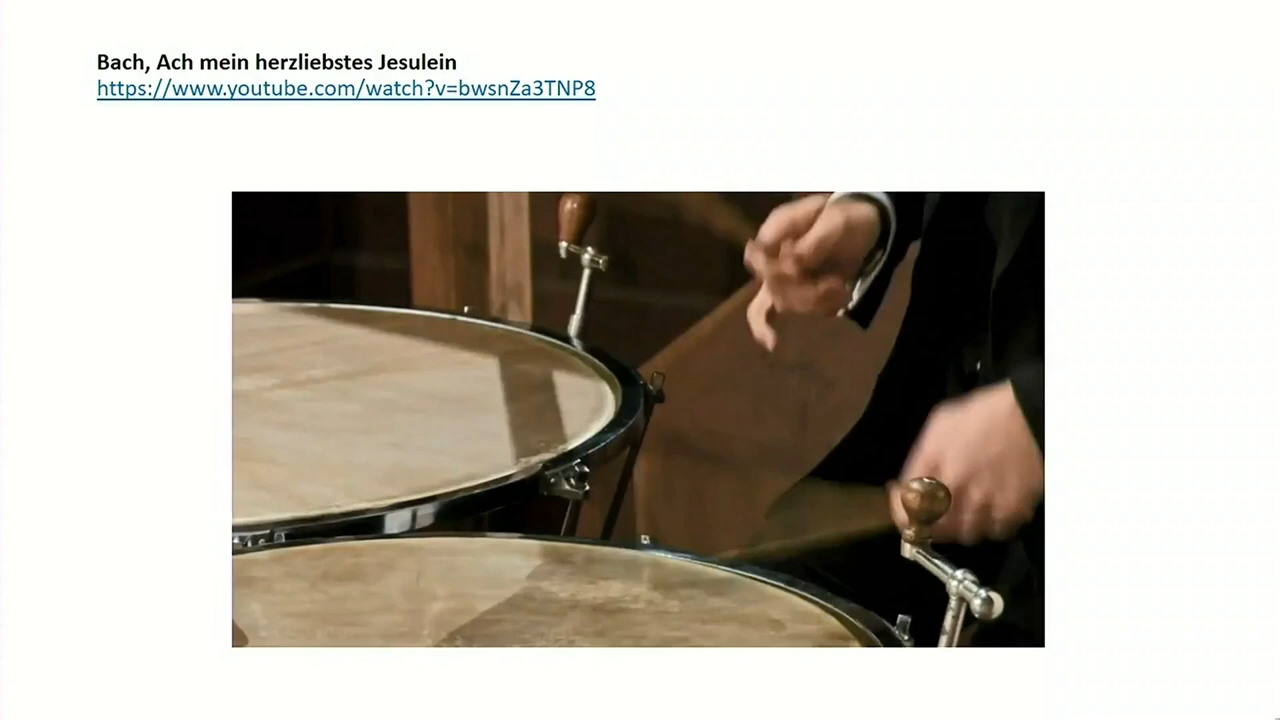 Bach, Ach mein herzliebstes Jesulein
https://www.youtube.com/watch?v=bwsnZa3TNP8